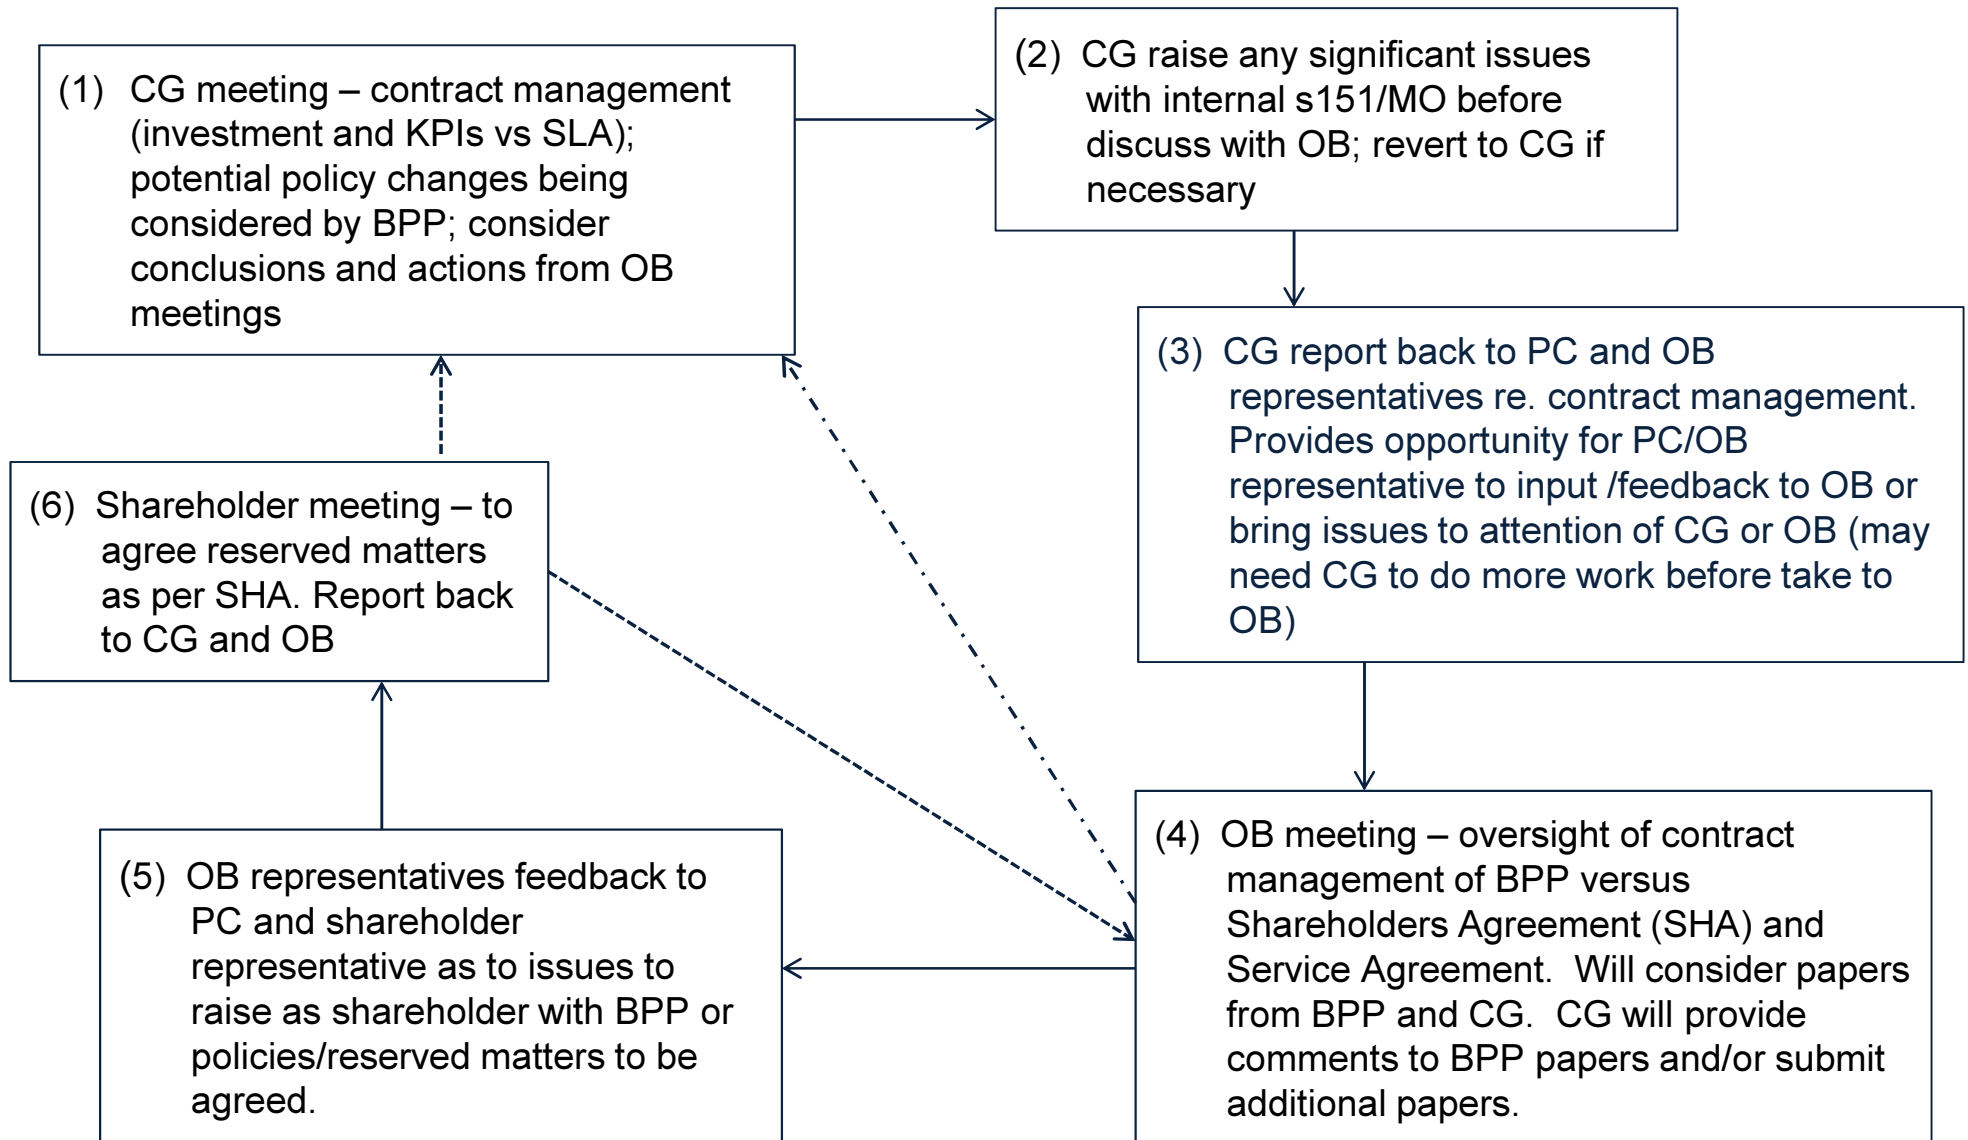 (1) CG meeting – contract management
(investment and KPIs vs SLA);
potential policy changes being
considered by BPP; consider
conclusions and actions from OB
meetings
(2) CG raise any significant issues
with internal s151/MO before
discuss with OB; revert to CG if
necessary
(3) CG report back to PC and OB
representatives re. contract management.
Provides opportunity for PC/OB
representative to input /feedback to OB or
bring issues to attention of CG or OB (may
need CG to do more work before take to
OB)
(4) OB meeting – oversight of contract
management of BPP versus
Shareholders Agreement (SHA) and
Service Agreement. Will consider papers
from BPP and CG. CG will provide
comments to BPP papers and/or submit
additional papers.
(5) OB representatives feedback to
PC and shareholder
representative as to issues to
raise as shareholder with BPP or
policies/reserved matters to be
agreed.
(6) Shareholder meeting – to
agree reserved matters
as per SHA. Report back
to CG and OB